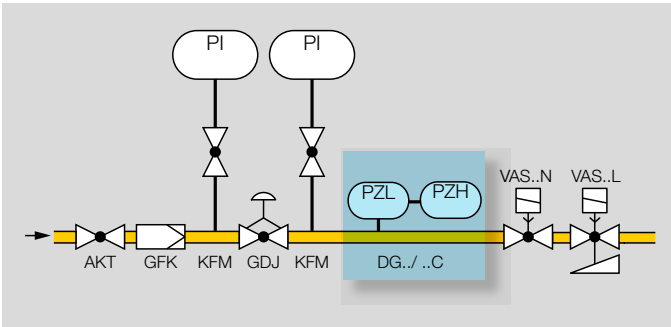 PI PI
PZL PZH
VAS..N VAS..L
AKT GFK KFM GDJ KFM DG../ ..C